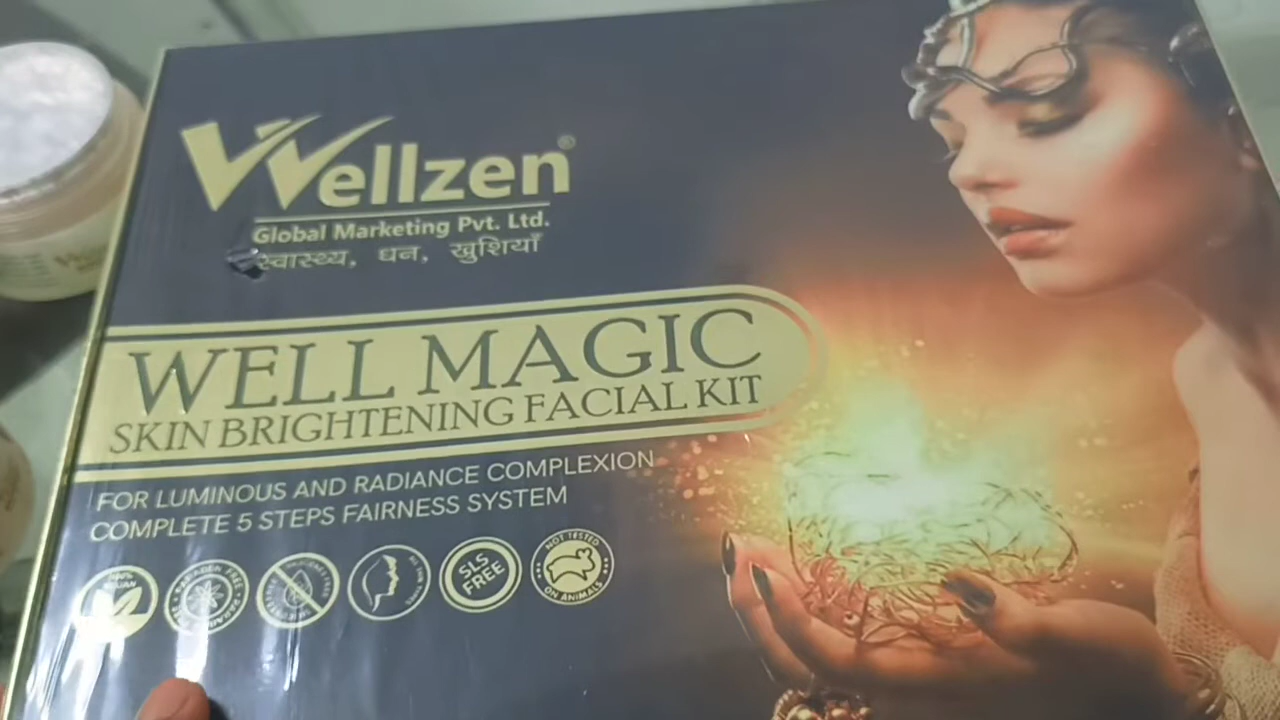 Wellzen®
Global Marketing Pvt. Ltd.
स्वास्थ्य, धन, खुशियाँ
WELL MAGIC
SKIN BRIGHTENING FACIAL KIT
FOR LUMINOUS AND RADIANCE COMPLEXION
COMPLETE 5 STEPS FAIRNESS SYSTEM
SLS
FREE
NOT TESTED
ON ANIMALS